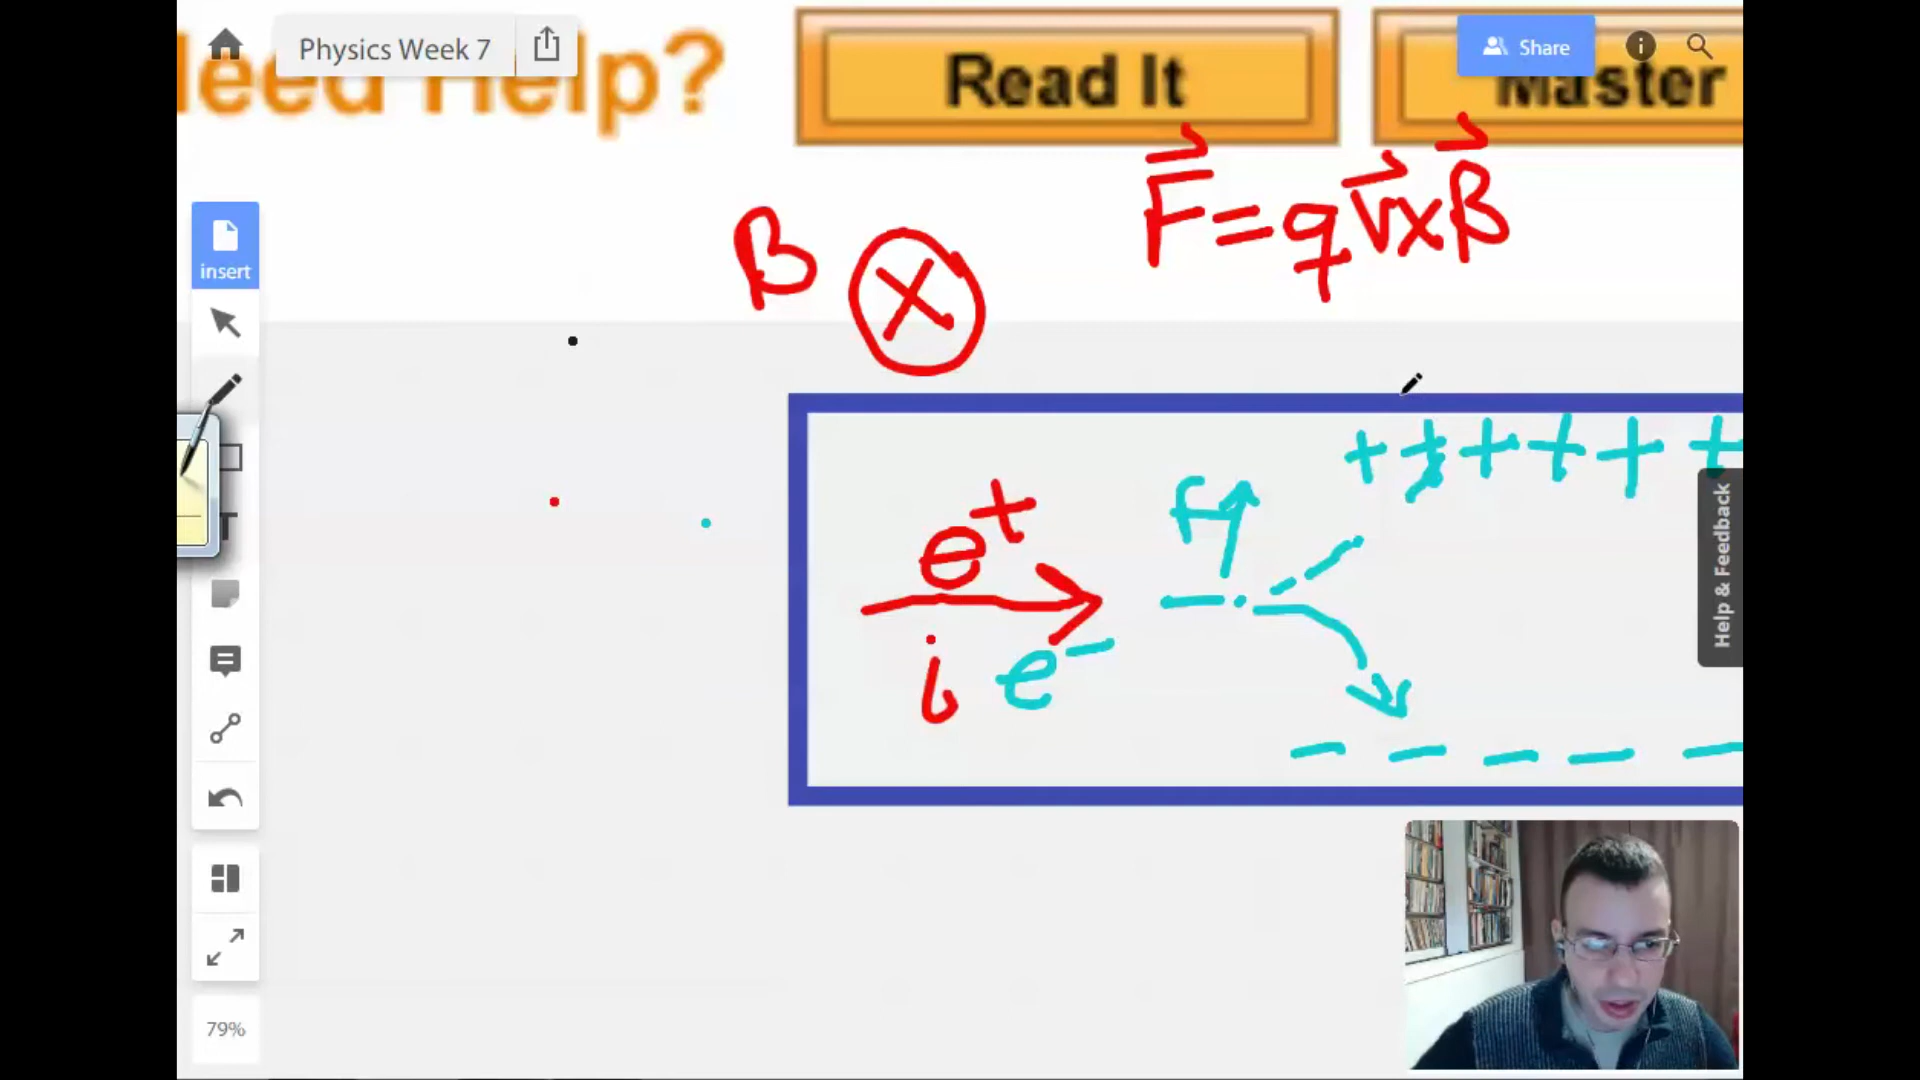 Need Help?
Physics Week 7
Read It
Master
Share
F = qv x B
B
insert
+ + + + + +
e+
F
i
e-
- - - - -
Help & Feedback
79%